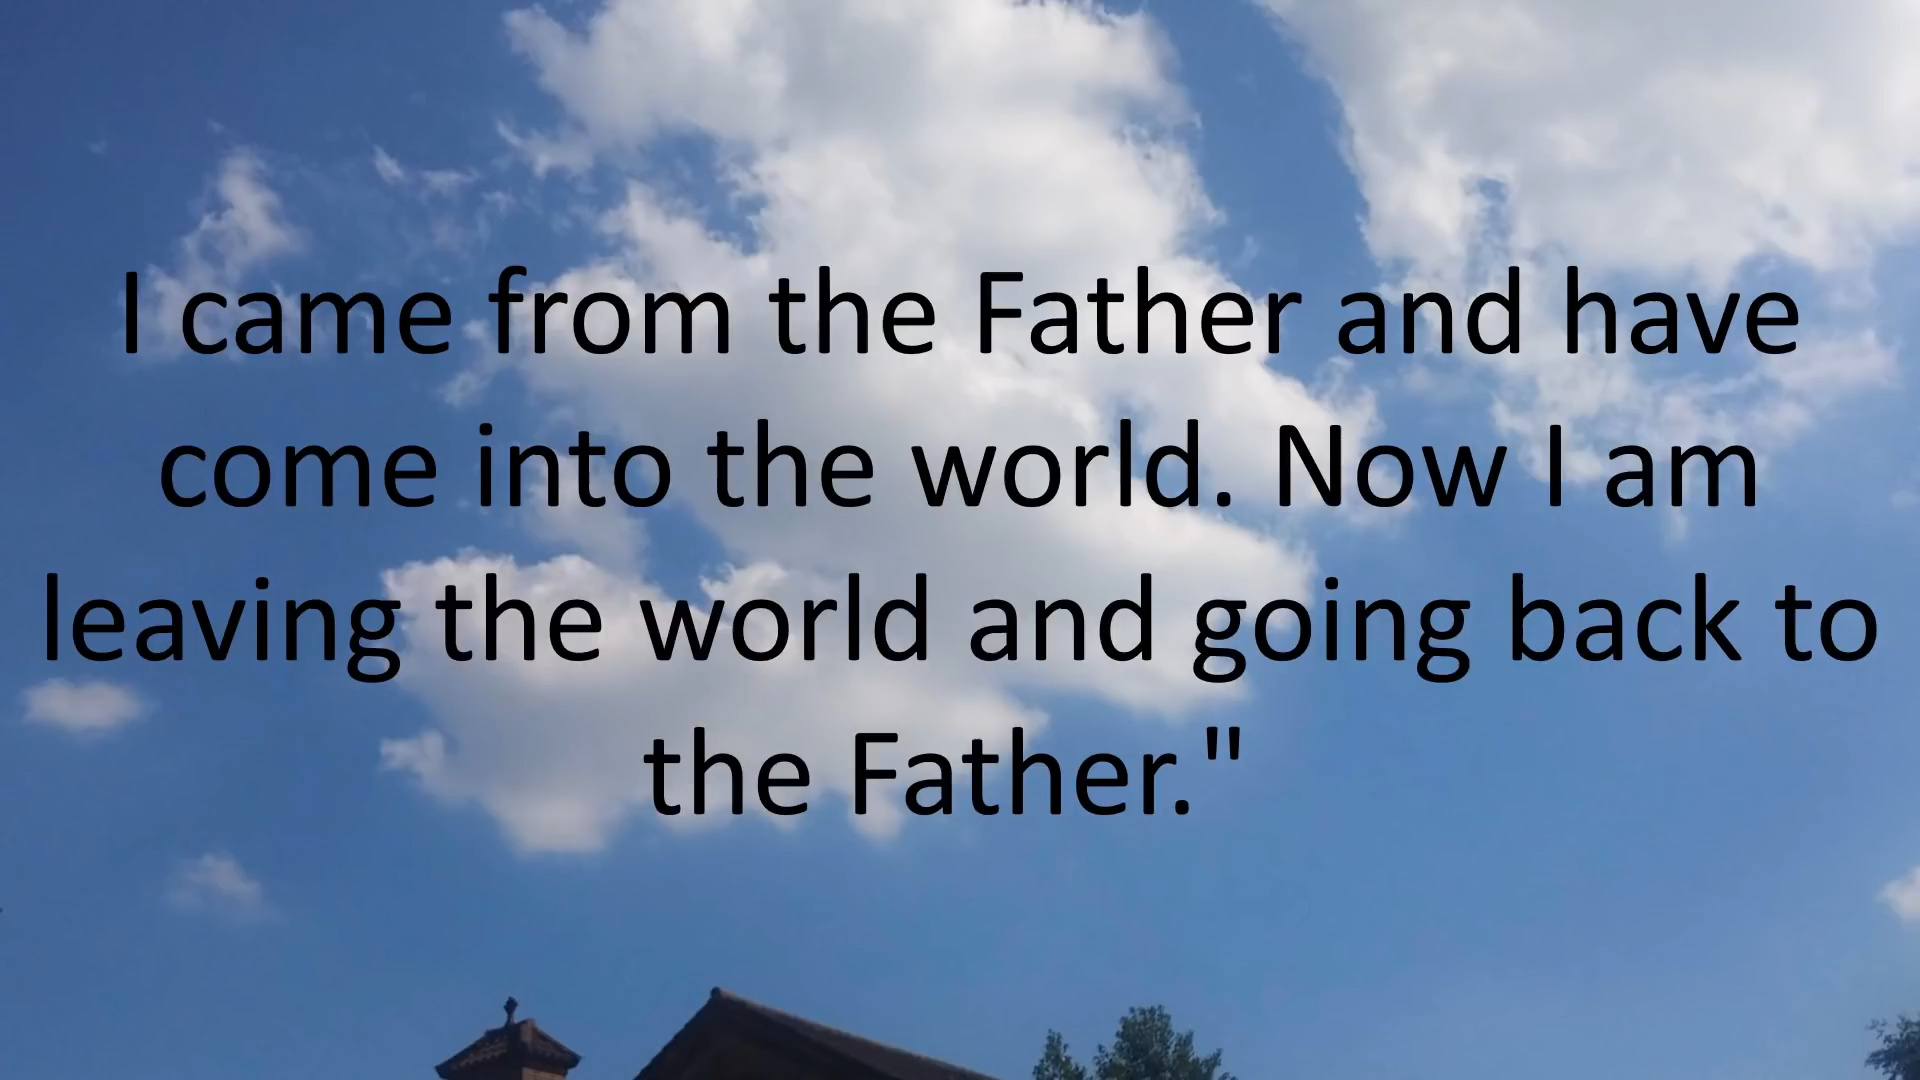 I came from the Father and have
come into the world. Now I am
leaving the world and going back to
the Father."